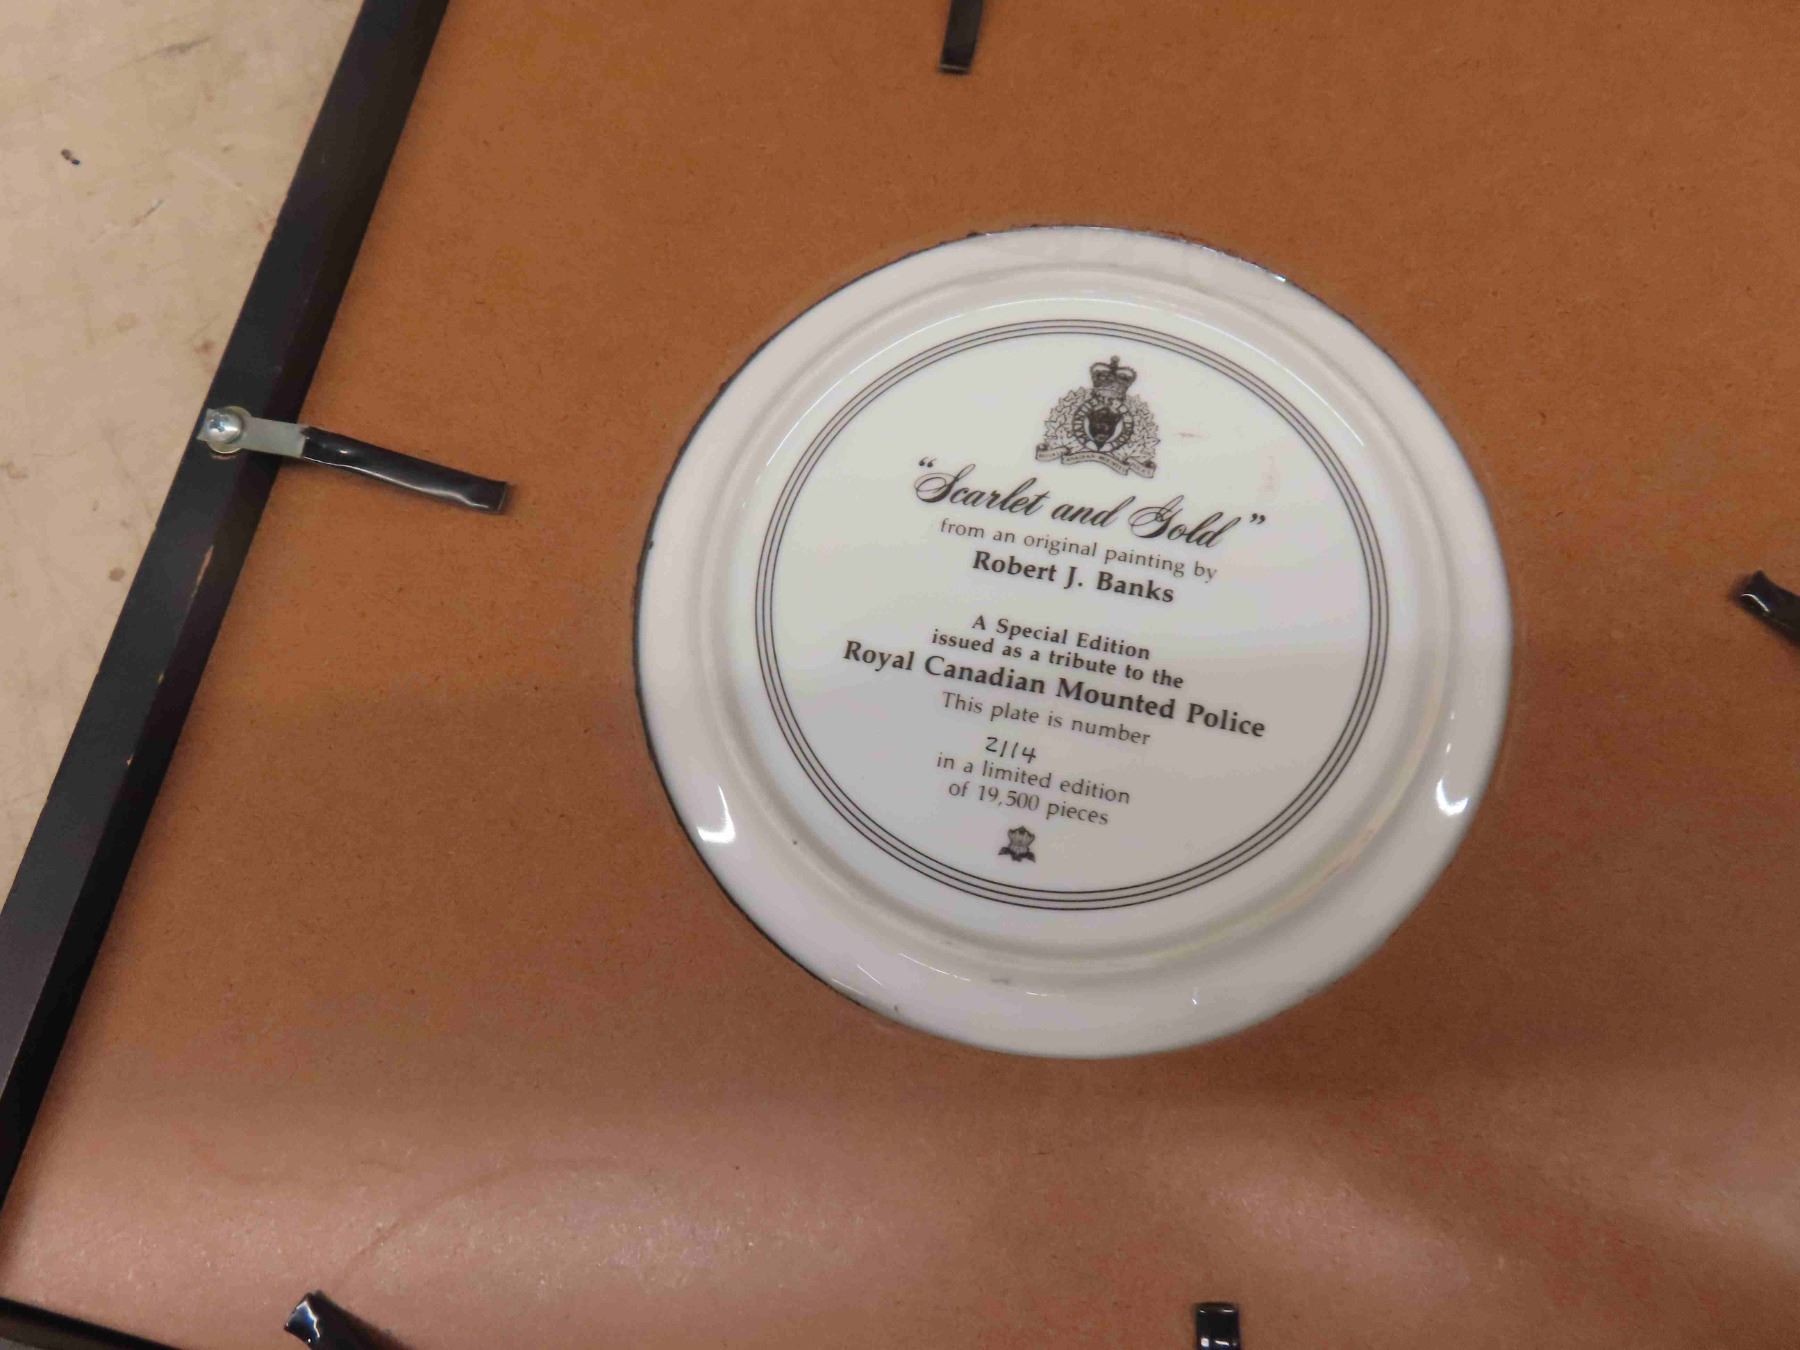 "Scarlet and Gold"
from an original painting by
Robert J. Banks
A Special Edition
issued as a tribute to the
Royal Canadian Mounted Police
This plate is number
2114
in a limited edition
of 19,500 pieces